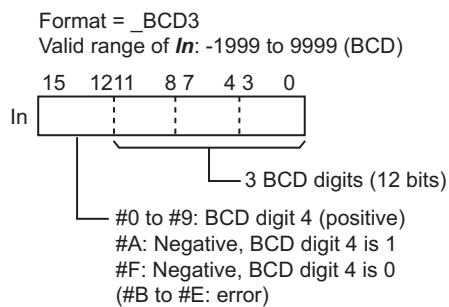 Format = _BCD3
Valid range of In: -1999 to 9999 (BCD)
15 1211 8 7 4 3 0
In
3 BCD digits (12 bits)
#0 to #9: BCD digit 4 (positive)
#A: Negative, BCD digit 4 is 1
#F: Negative, BCD digit 4 is 0
(#B to #E: error)